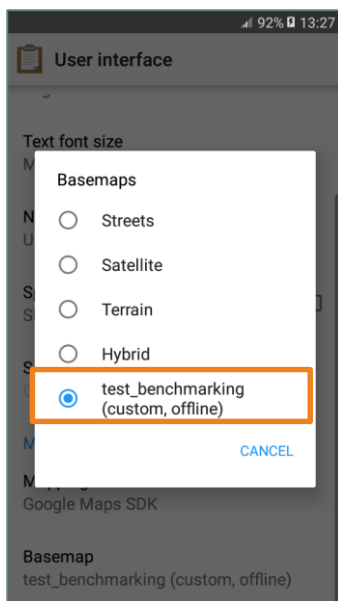 92% 13:27
User interface
Text font size
M
Basemaps
N
U
Streets
Satellite
S
S
Terrain
S
Hybrid
test_benchmarking
(custom, offline)
M
CANCEL
M
Google Maps SDK
Basemap
test_benchmarking (custom, offline)